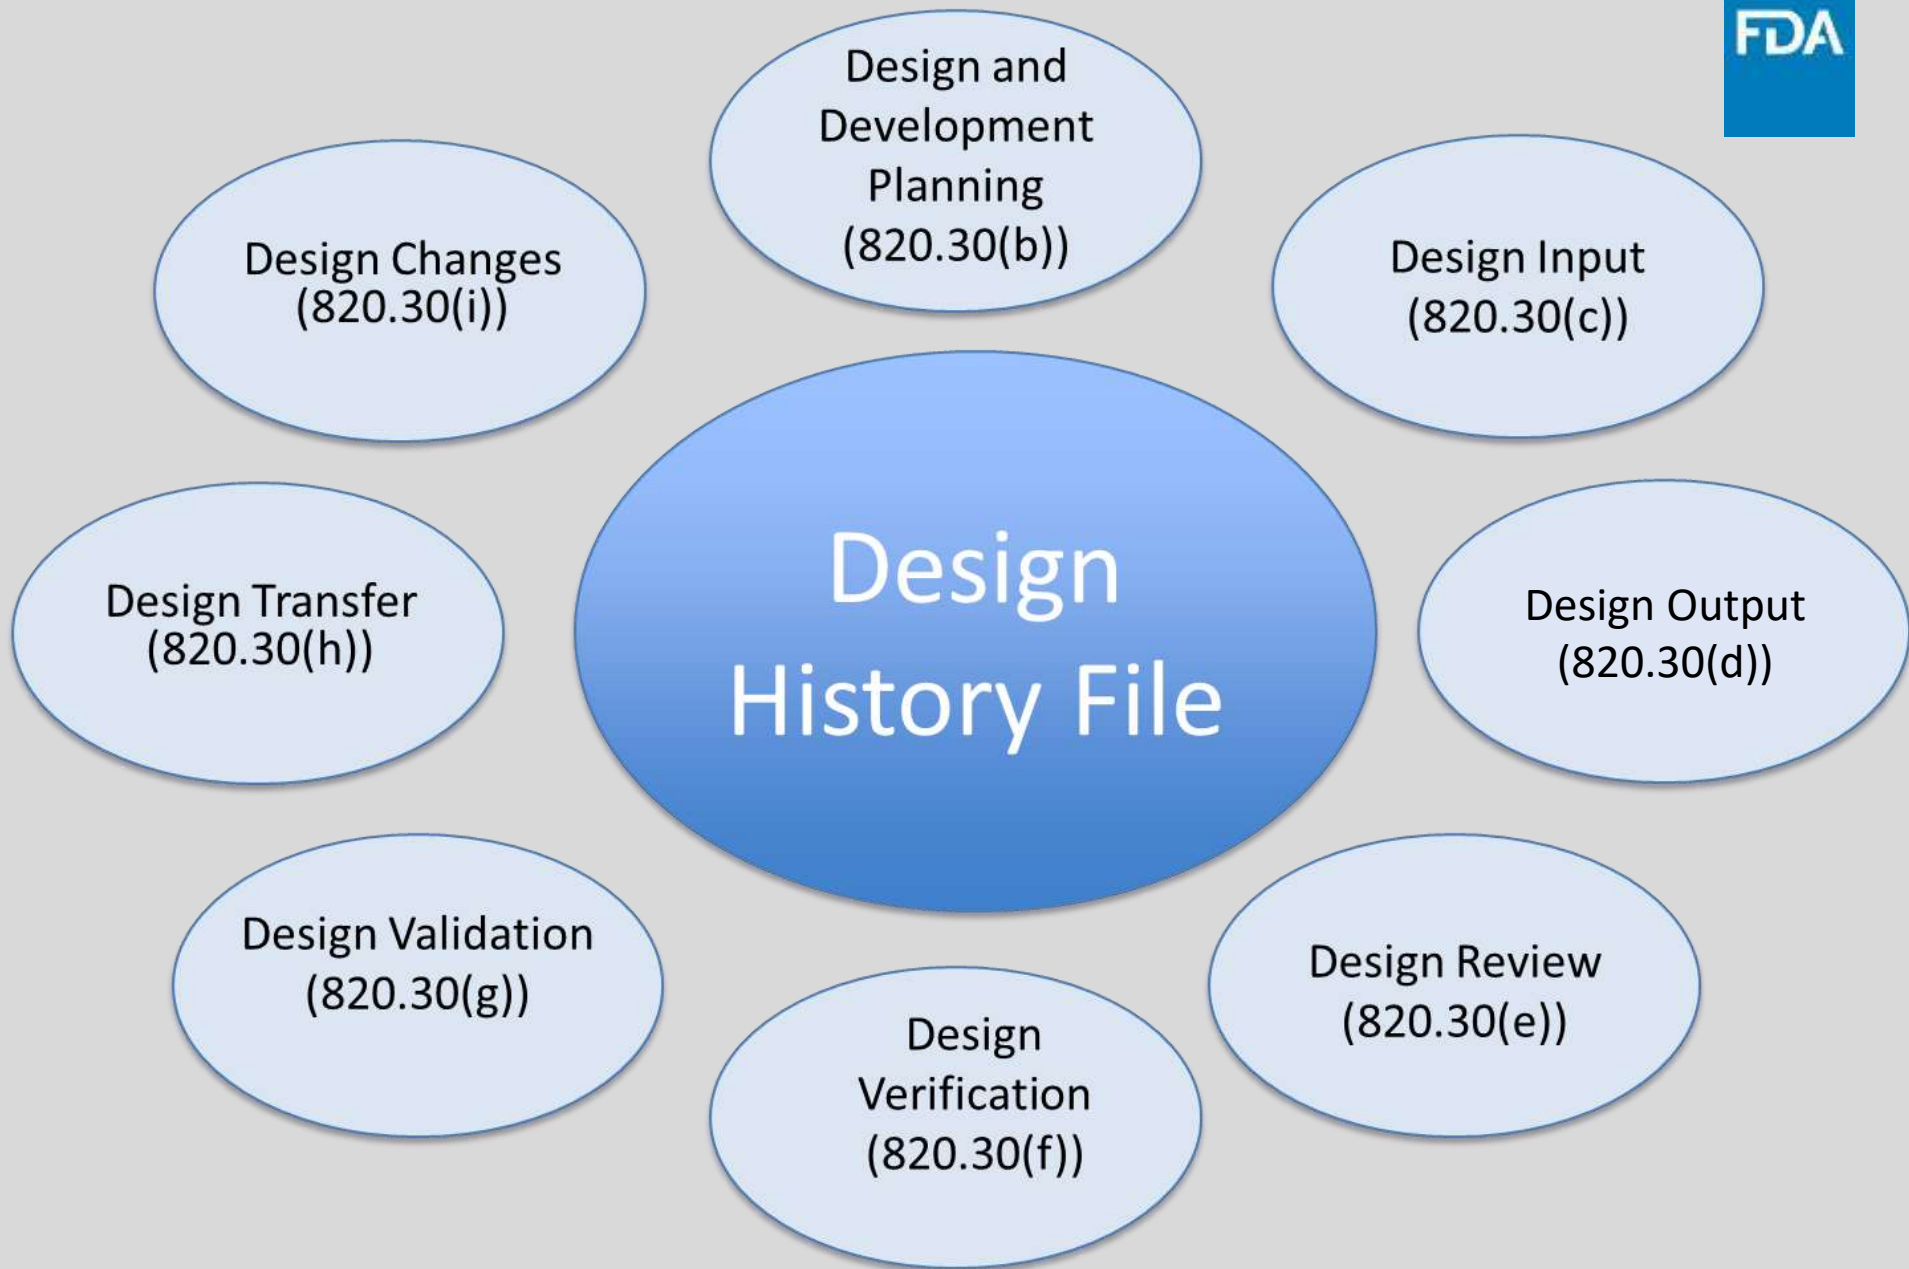 FDA
Design and
Development
Planning
(820.30(b))
Design Input
(820.30(c))
Design Output
(820.30(d))
Design Review
(820.30(e))
Design
Verification
(820.30(f))
Design Validation
(820.30(g))
Design Transfer
(820.30(h))
Design Changes
(820.30(i))
Design
History File